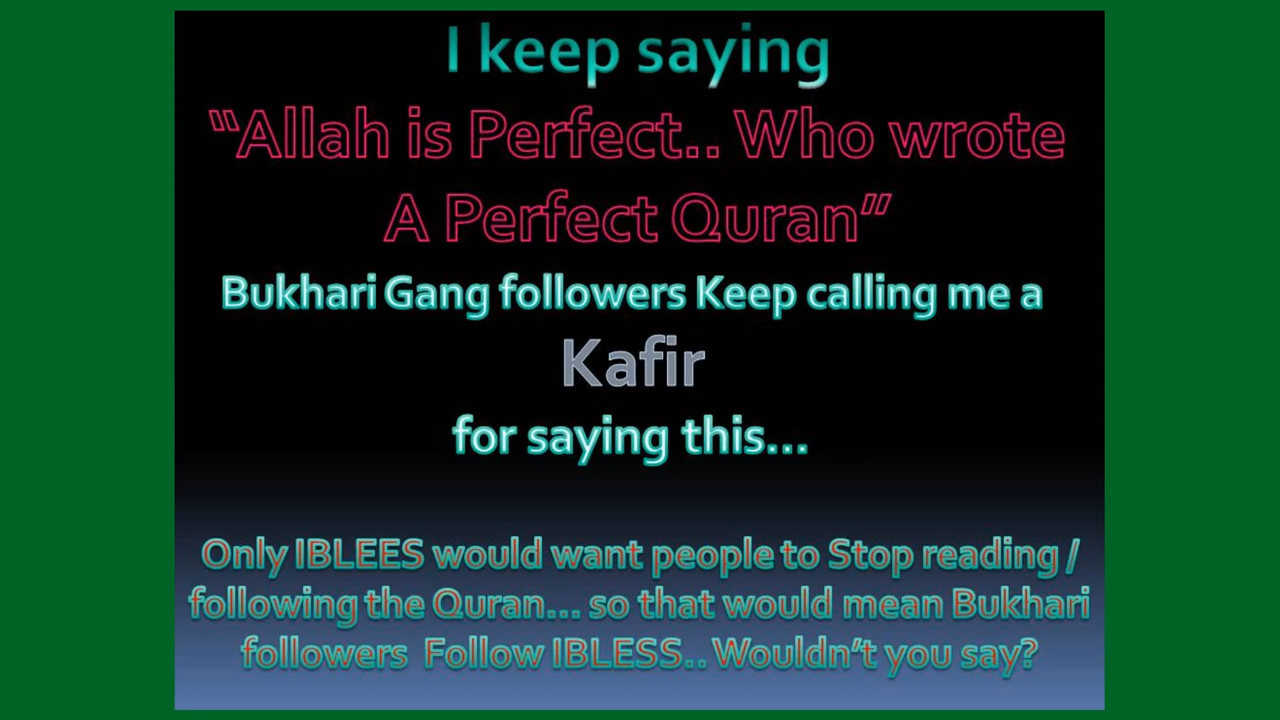 I keep saying
“Allah is Perfect.. Who wrote
A Perfect Quran”
Bukhari Gang followers Keep calling me a
Kafir
for saying this...
Only IBLEES would want people to Stop reading /
following the Quran... so that would mean Bukhari
followers Follow IBLESS.. Wouldn’t you say?